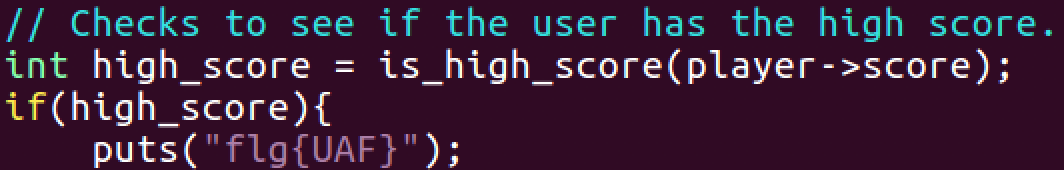 // Checks to see if the user has the high score.
int high_score = is_high_score(player->score);
if(high_score){
    puts("flg{UAF}");